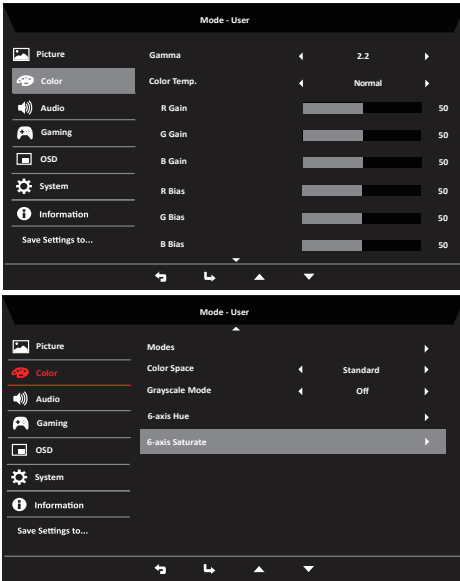 Mode - User
Picture
Color
Audio
Gaming
OSD
System
Information
Save Settings to...
Gamma 2.2
Color Temp. Normal
R Gain 50
G Gain 50
B Gain 50
R Bias 50
G Bias 50
B Bias 50
Mode - User
Picture
Color
Audio
Gaming
OSD
System
Information
Save Settings to...
Modes
Color Space Standard
Grayscale Mode Off
6-axis Hue
6-axis Saturate